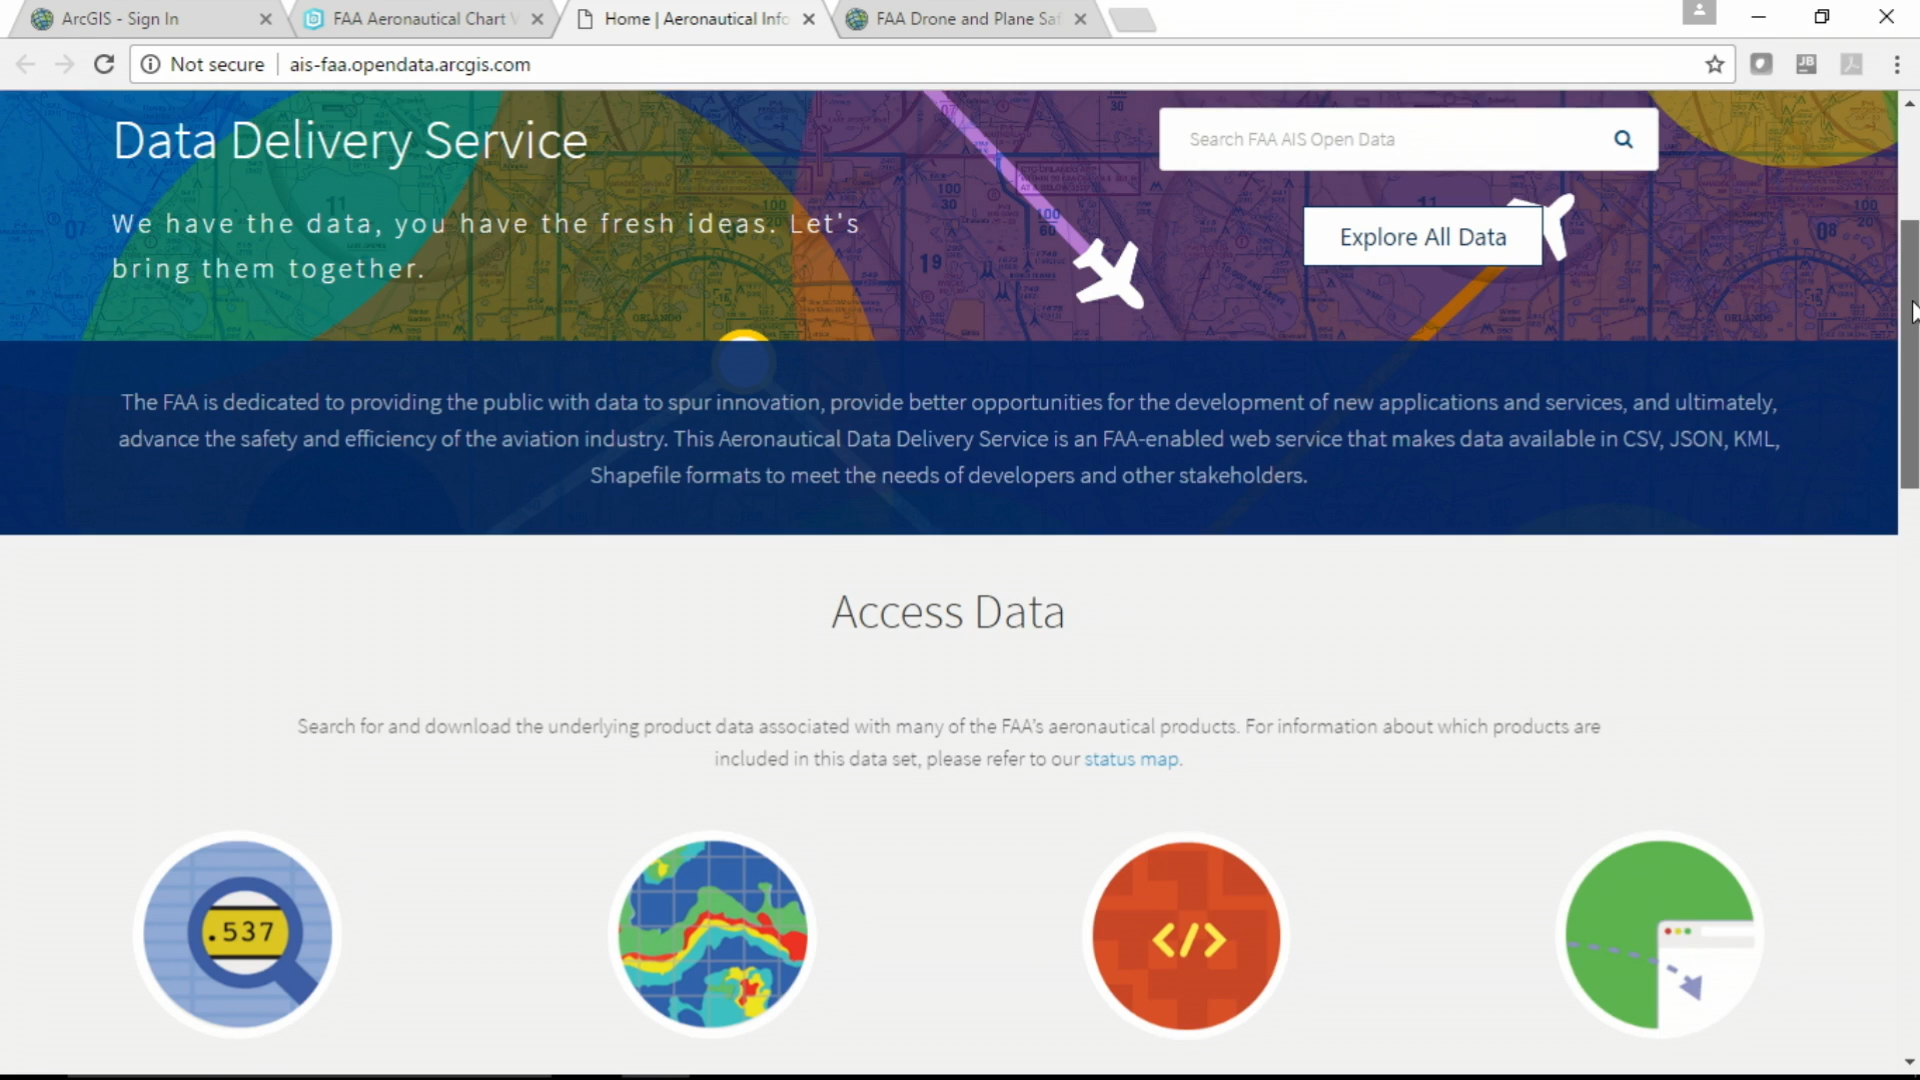 ArcGIS - Sign In
FAA Aeronautical Chart V
Home | Aeronautical Info
FAA Drone and Plane Saf
Not secure
ais-faa.opendata.arcgis.com
JB
Data Delivery Service
Search FAA AIS Open Data
We have the data, you have the fresh ideas. Let's
bring them together.
Explore All Data
The FAA is dedicated to providing the public with data to spur innovation, provide better opportunities for the development of new applications and services, and ultimately,
advance the safety and efficiency of the aviation industry. This Aeronautical Data Delivery Service is an FAA-enabled web service that makes data available in CSV, JSON, KML,
Shapefile formats to meet the needs of developers and other stakeholders.
Access Data
Search for and download the underlying product data associated with many of the FAA's aeronautical products. For information about which products are
included in this data set, please refer to our status map.
.537
</>